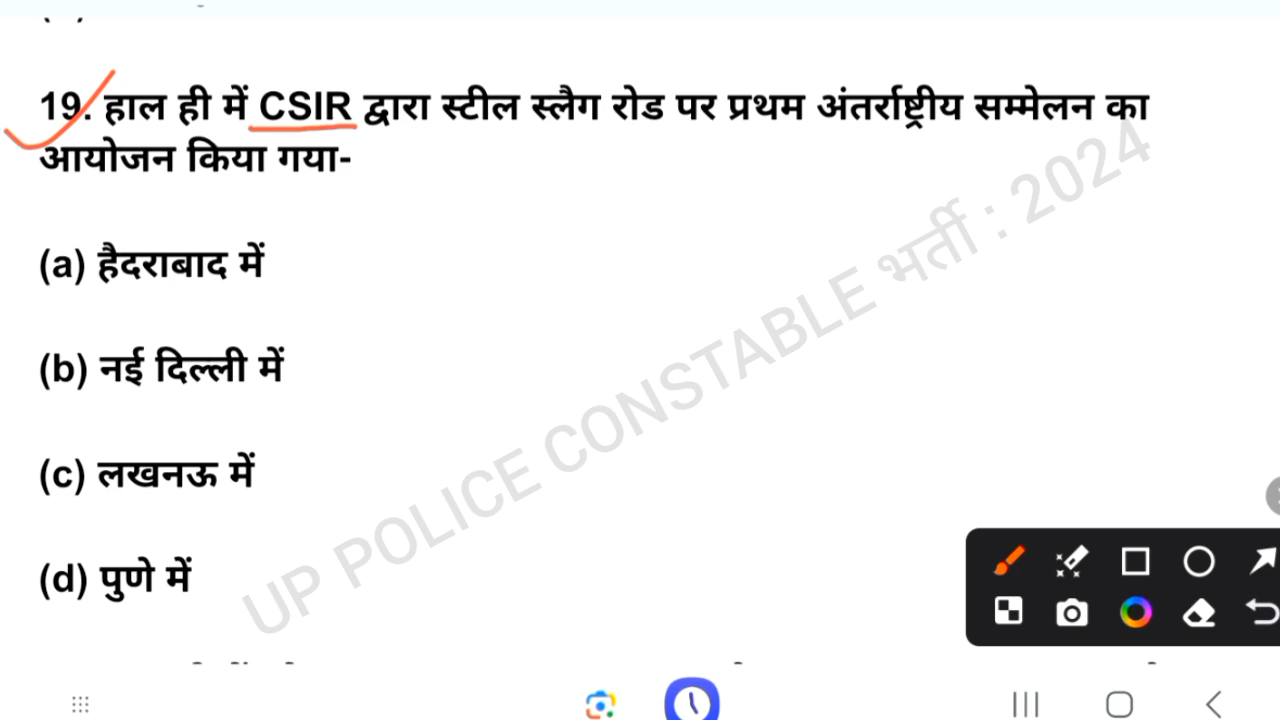 19. हाल ही में CSIR द्वारा स्टील स्लैग रोड पर प्रथम अंतर्राष्ट्रीय सम्मेलन का
आयोजन किया गया-
(a) हैदराबाद में
(b) नई दिल्ली में
(c) लखनऊ में
(d) पुणे में
UP POLICE CONSTABLE भर्ती : 2024